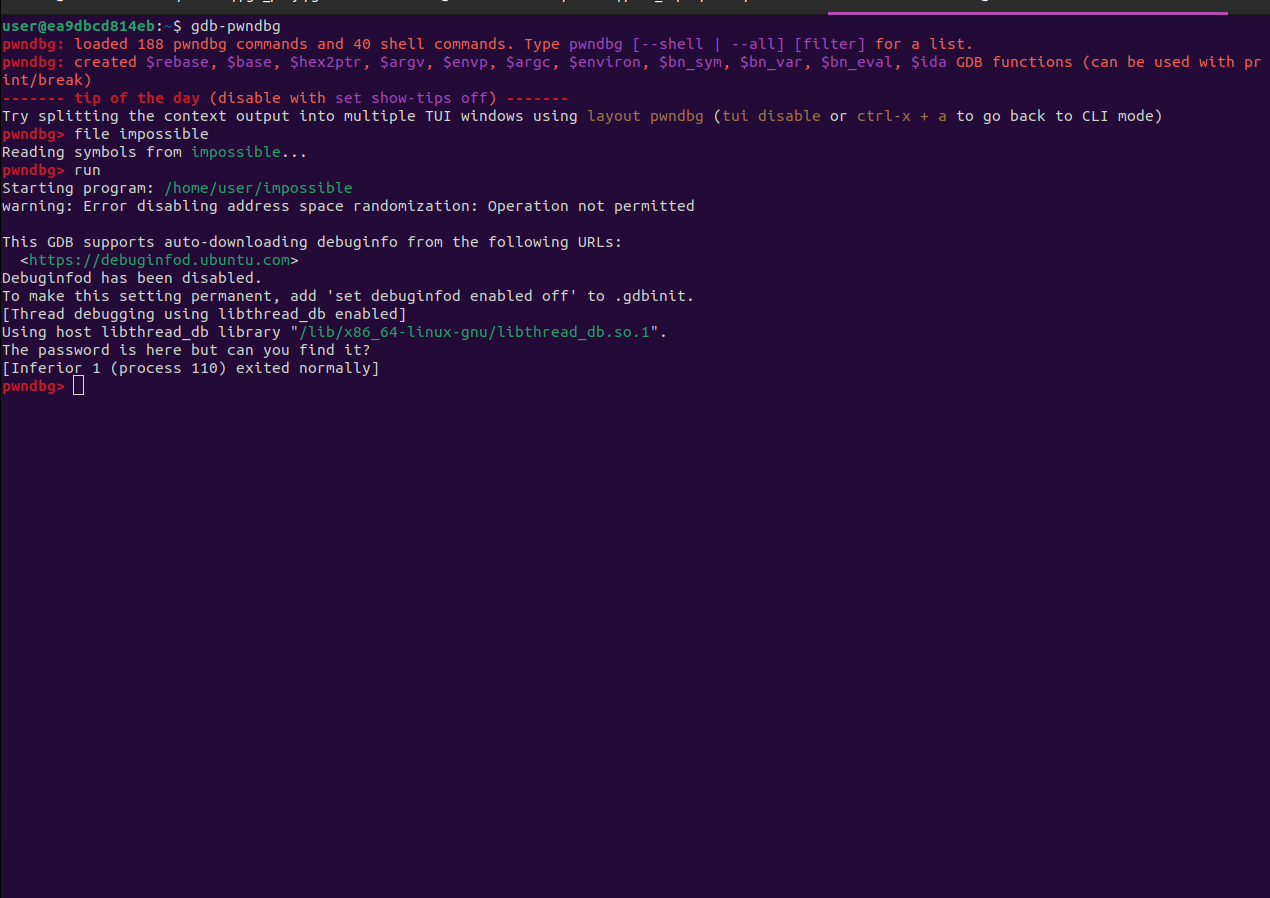 user@ea9dbcd814eb:~$ gdb-pwndbg
pwndbg: loaded 188 pwndbg commands and 40 shell commands. Type pwndbg [--shell | --all] [filter] for a list.
pwndbg: created $rebase, $base, $hex2ptr, $argv, $envp, $argc, $environ, $bn_sym, $bn_var, $bn_eval, $ida GDB functions (can be used with pr
int/break)
------- tip of the day (disable with set show-tips off) -------
Try splitting the context output into multiple TUI windows using layout pwndbg (tui disable or ctrl-x + a to go back to CLI mode)
pwndbg> file impossible
Reading symbols from impossible...
pwndbg> run
Starting program: /home/user/impossible
warning: Error disabling address space randomization: Operation not permitted
This GDB supports auto-downloading debuginfo from the following URLs:
  <https://debuginfod.ubuntu.com>
Debuginfod has been disabled.
To make this setting permanent, add 'set debuginfod enabled off' to .gdbinit.
[Thread debugging using libthread_db enabled]
Using host libthread_db library "/lib/x86_64-linux-gnu/libthread_db.so.1".
The password is here but can you find it?
[Inferior 1 (process 110) exited normally]
pwndbg>